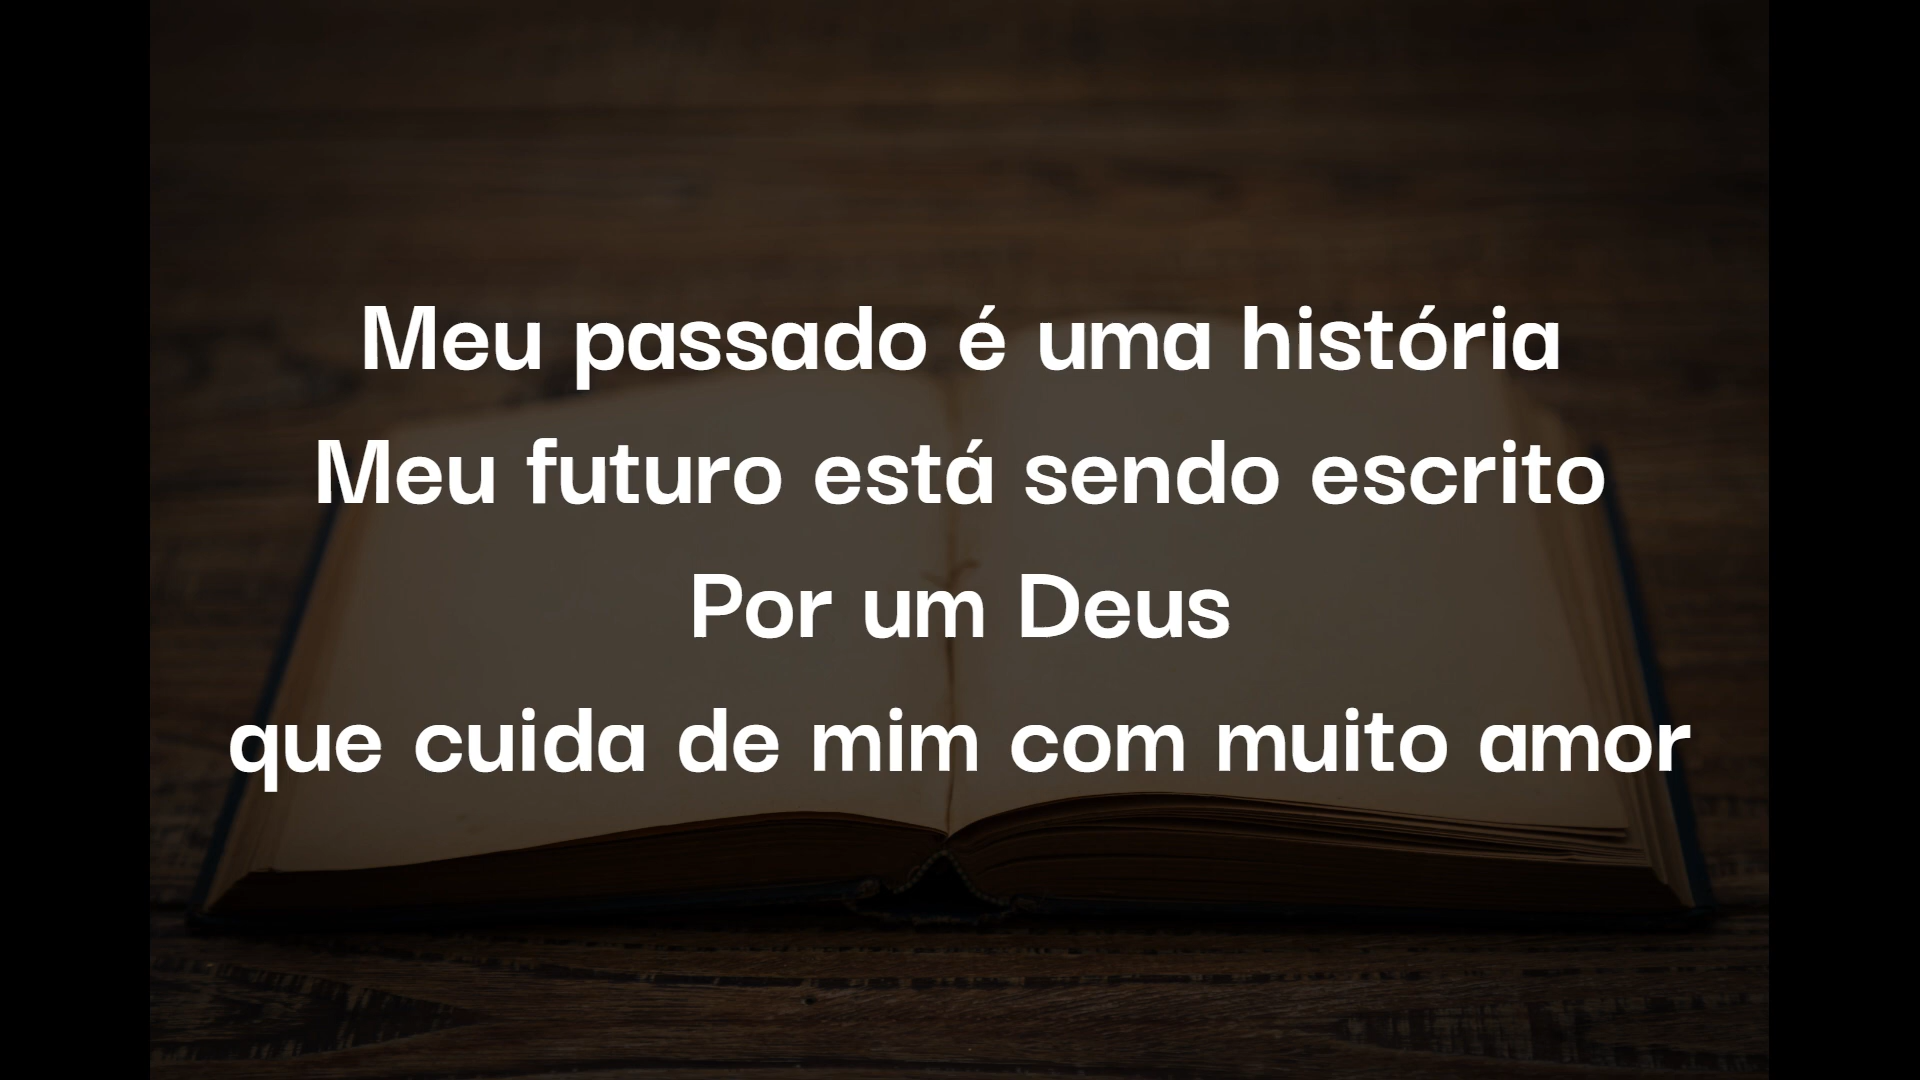 Meu passado é uma história
Meu futuro está sendo escrito
Por um Deus
que cuida de mim com muito amor